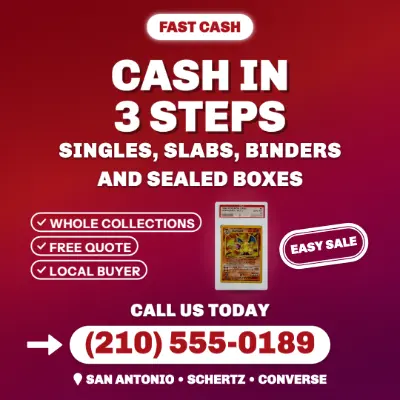 FAST CASH
CASH IN
3 STEPS
SINGLES, SLABS, BINDERS
AND SEALED BOXES
WHOLE COLLECTIONS
FREE QUOTE
LOCAL BUYER
EASY SALE
CALL US TODAY
(210) 555-0189
SAN ANTONIO • SCHERTZ • CONVERSE